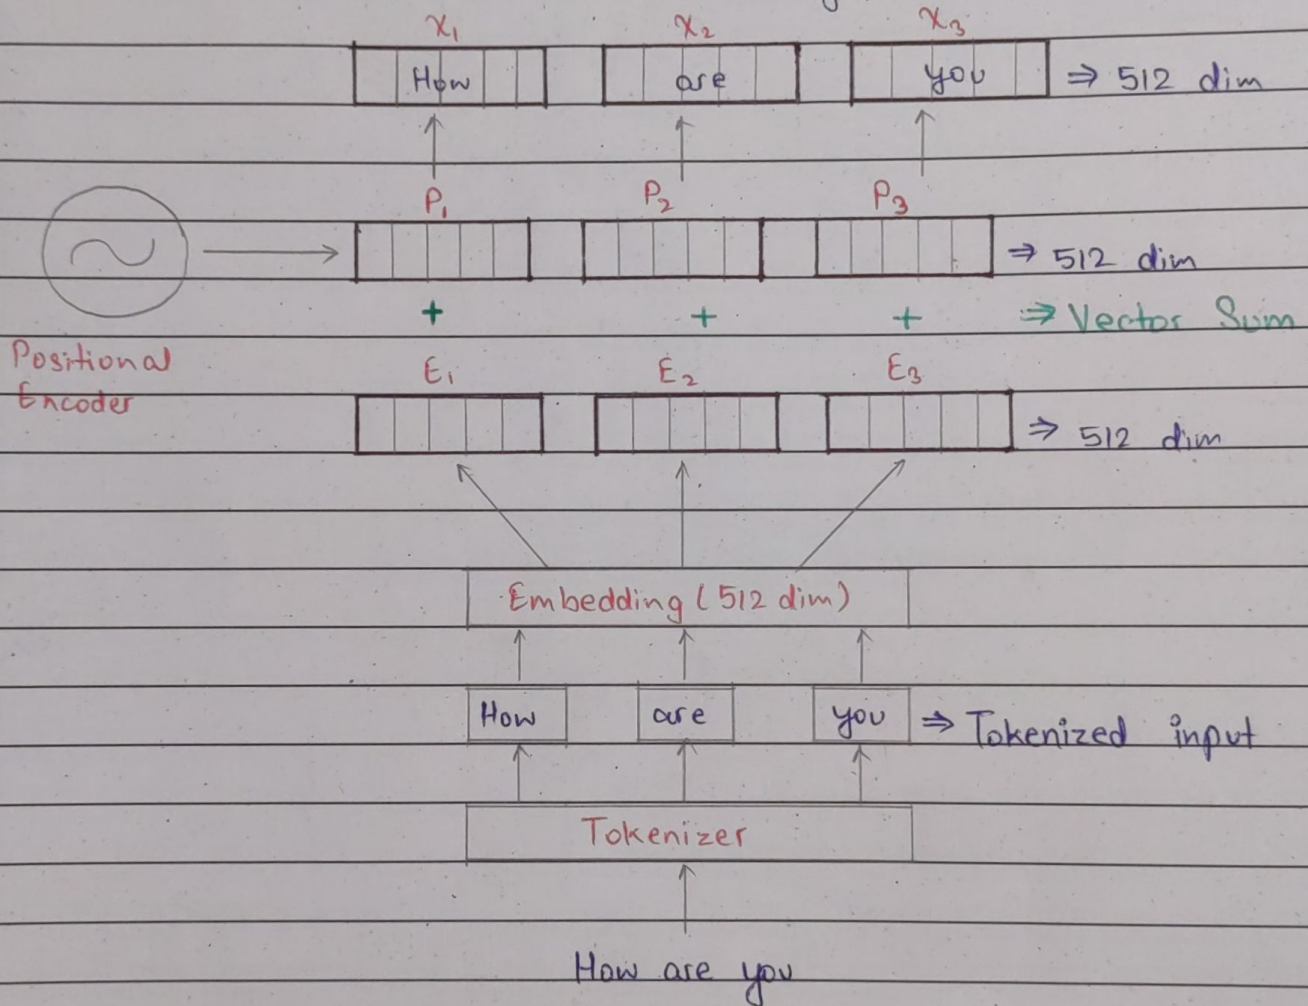 X₁ X₂ X₃
How are you ⇒ 512 dim
P₁ P₂ P₃
⇒ 512 dim
+ + + ⇒ Vector Sum
Positional
Encoder
E₁ E₂ E₃
⇒ 512 dim
Embedding (512 dim)
How are you ⇒ Tokenized input
Tokenizer
How are you